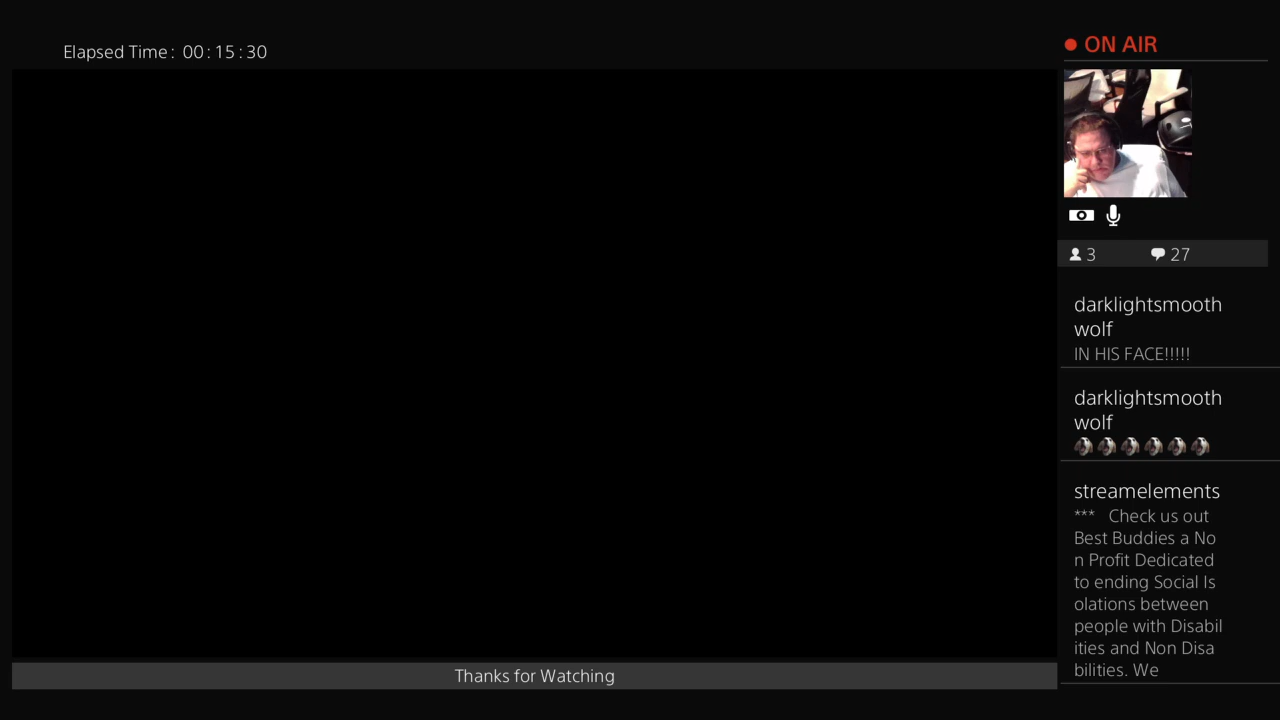 Elapsed Time: 00:15:30
ON AIR
3 27
darklightsmooth
wolf
IN HIS FACE!!!!!
darklightsmooth
wolf
streamelements
*** Check us out
Best Buddies a No
n Profit Dedicated
to ending Social Is
olations between
people with Disabil
ities and Non Disa
bilities. We
Thanks for Watching